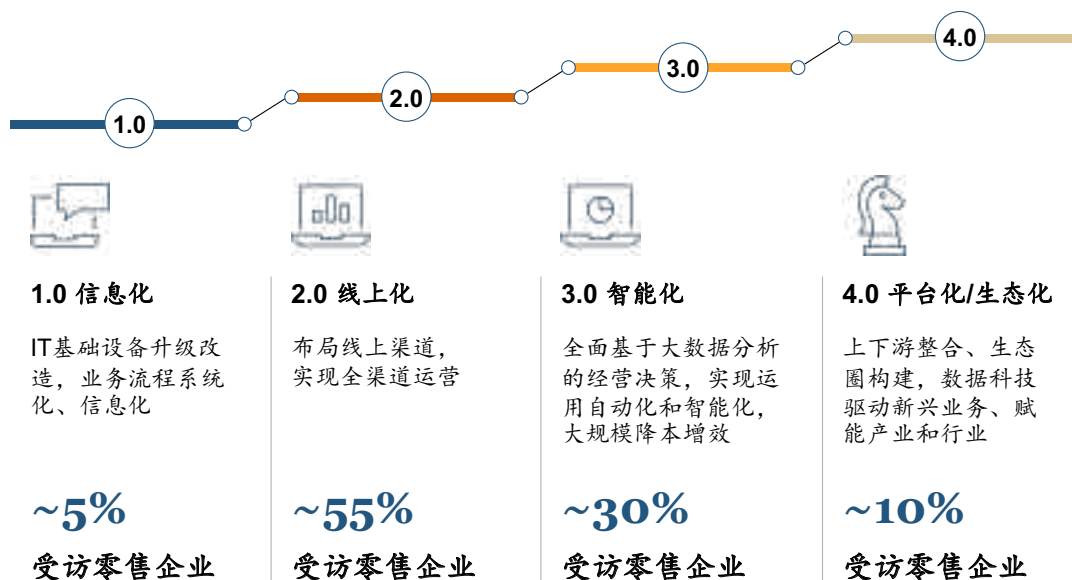 1.0
2.0
3.0
4.0
1.0 信息化
IT基础设备升级改
造，业务流程系统
化、信息化
~5%
受访零售企业
2.0 线上化
布局线上渠道，
实现全渠道运营
~55%
受访零售企业
3.0 智能化
全面基于大数据分析
的经营决策，实现运
用自动化和智能化，
大规模降本增效
~30%
受访零售企业
4.0 平台化/生态化
上下游整合、生态
圈构建，数据科技
驱动新兴业务、赋
能产业和行业
~10%
受访零售企业